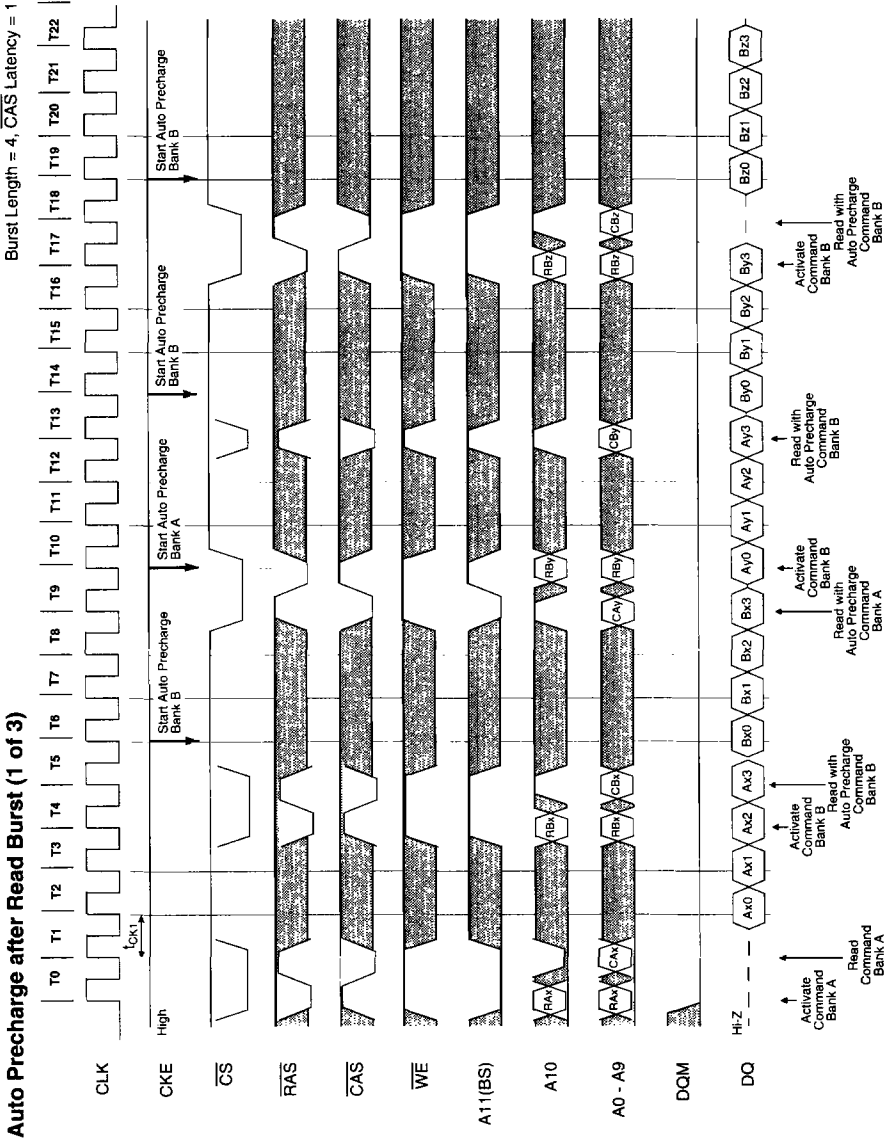 Auto Precharge after Read Burst (1 of 3)
Burst Length = 4, CAS Latency = 1
T0 T1 T2 T3 T4 T5 T6 T7 T8 T9 T10 T11 T12 T13 T14 T15 T16 T17 T18 T19 T20 T21 T22
CLK
tCK1
CKE
High
Start Auto Precharge
Bank B
Start Auto Precharge
Bank A
Start Auto Precharge
Bank B
Start Auto Precharge
Bank B
CS
RAS
CAS
WE
A11(BS)
A10
RAx RBx RBy RBz
A0 - A9
RAx CAx RBx CBx CAy RBy CBy RBz CBz
DQM
DQ
Hi-Z
Ax0 Ax1 Ax2 Ax3 Bx0 Bx1 Bx2 Bx3 Ay0 Ay1 Ay2 Ay3 By0 By1 By2 By3 Bz0 Bz1 Bz2 Bz3
Activate
Command
Bank A
Read
Command
Bank A
Activate
Command
Bank B
Read with
Auto Precharge
Command
Bank B
Read with
Auto Precharge
Command
Bank A
Activate
Command
Bank B
Read with
Auto Precharge
Command
Bank B
Activate
Command
Bank B
Read with
Auto Precharge
Command
Bank B